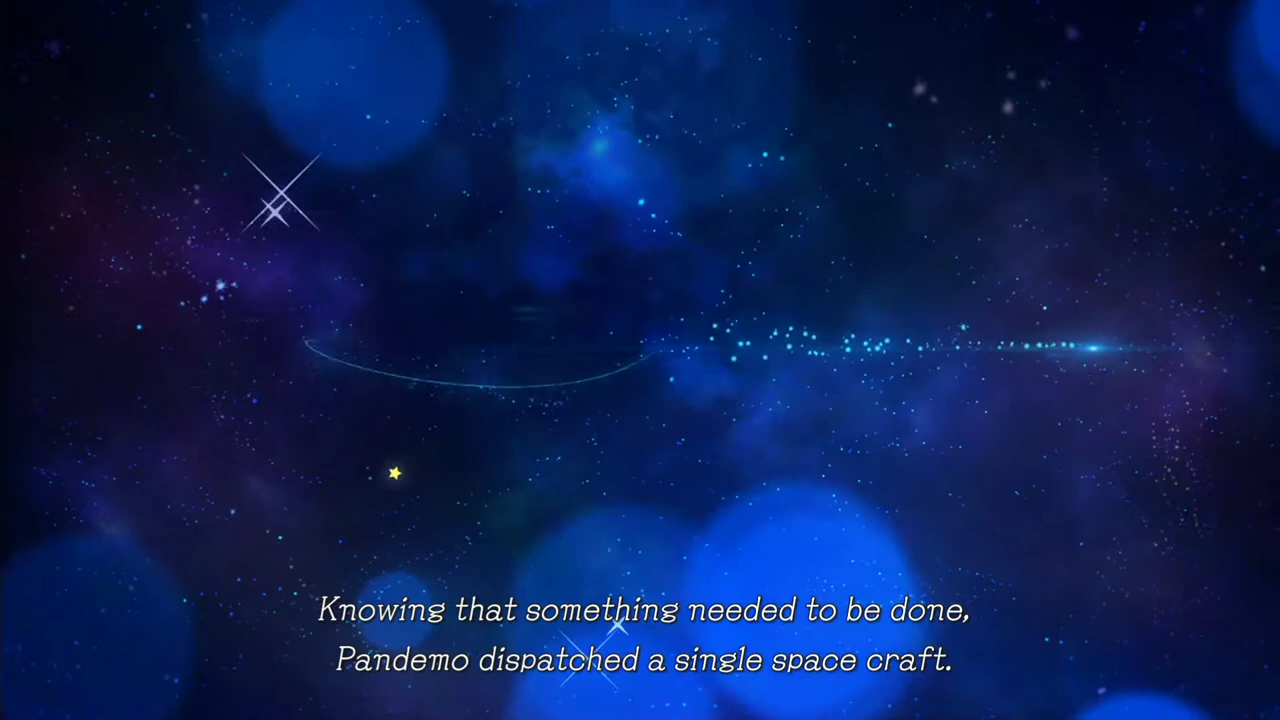 Knowing that something needed to be done,
Pandemo dispatched a single space craft.